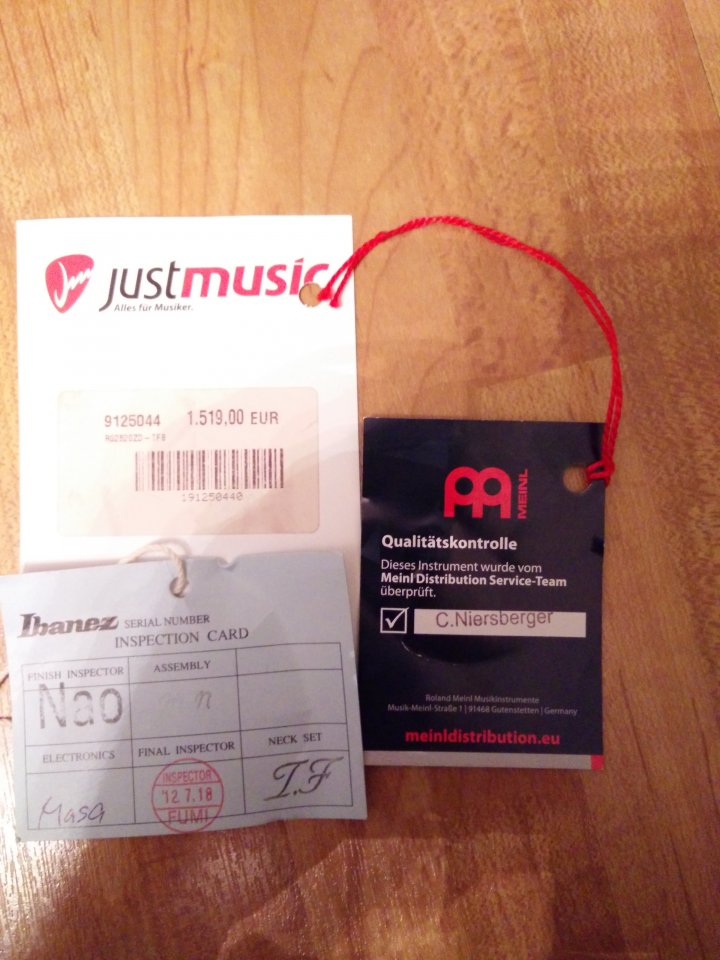 justmusic
Alles für Musiker.
9125044 1.519,00 EUR
RG2820ZD-TFB
191250440
MEINL
Qualitätskontrolle
Dieses Instrument wurde vom
Meinl Distribution Service-Team
überprüft.
C.Niersberger
Roland Meinl Musikinstrumente
Musik-Meinl-Straße 1 | 91468 Gutenstetten | Germany
meinldistribution.eu
Ibanez SERIAL NUMBER
INSPECTION CARD
FINISH INSPECTOR ASSEMBLY
Nao
ELECTRONICS FINAL INSPECTOR NECK SET
Masa
INSPECTOR
'12.7.18
FUMI
T.F